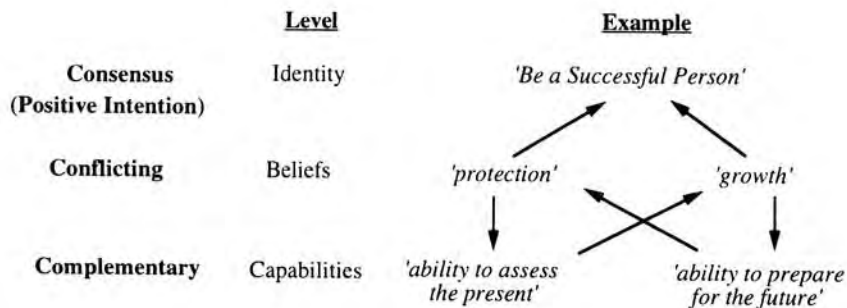 Level Example
Consensus Identity 'Be a Successful Person'
(Positive Intention)
Conflicting Beliefs 'protection' 'growth'
Complementary Capabilities 'ability to assess 'ability to prepare
the present' for the future'